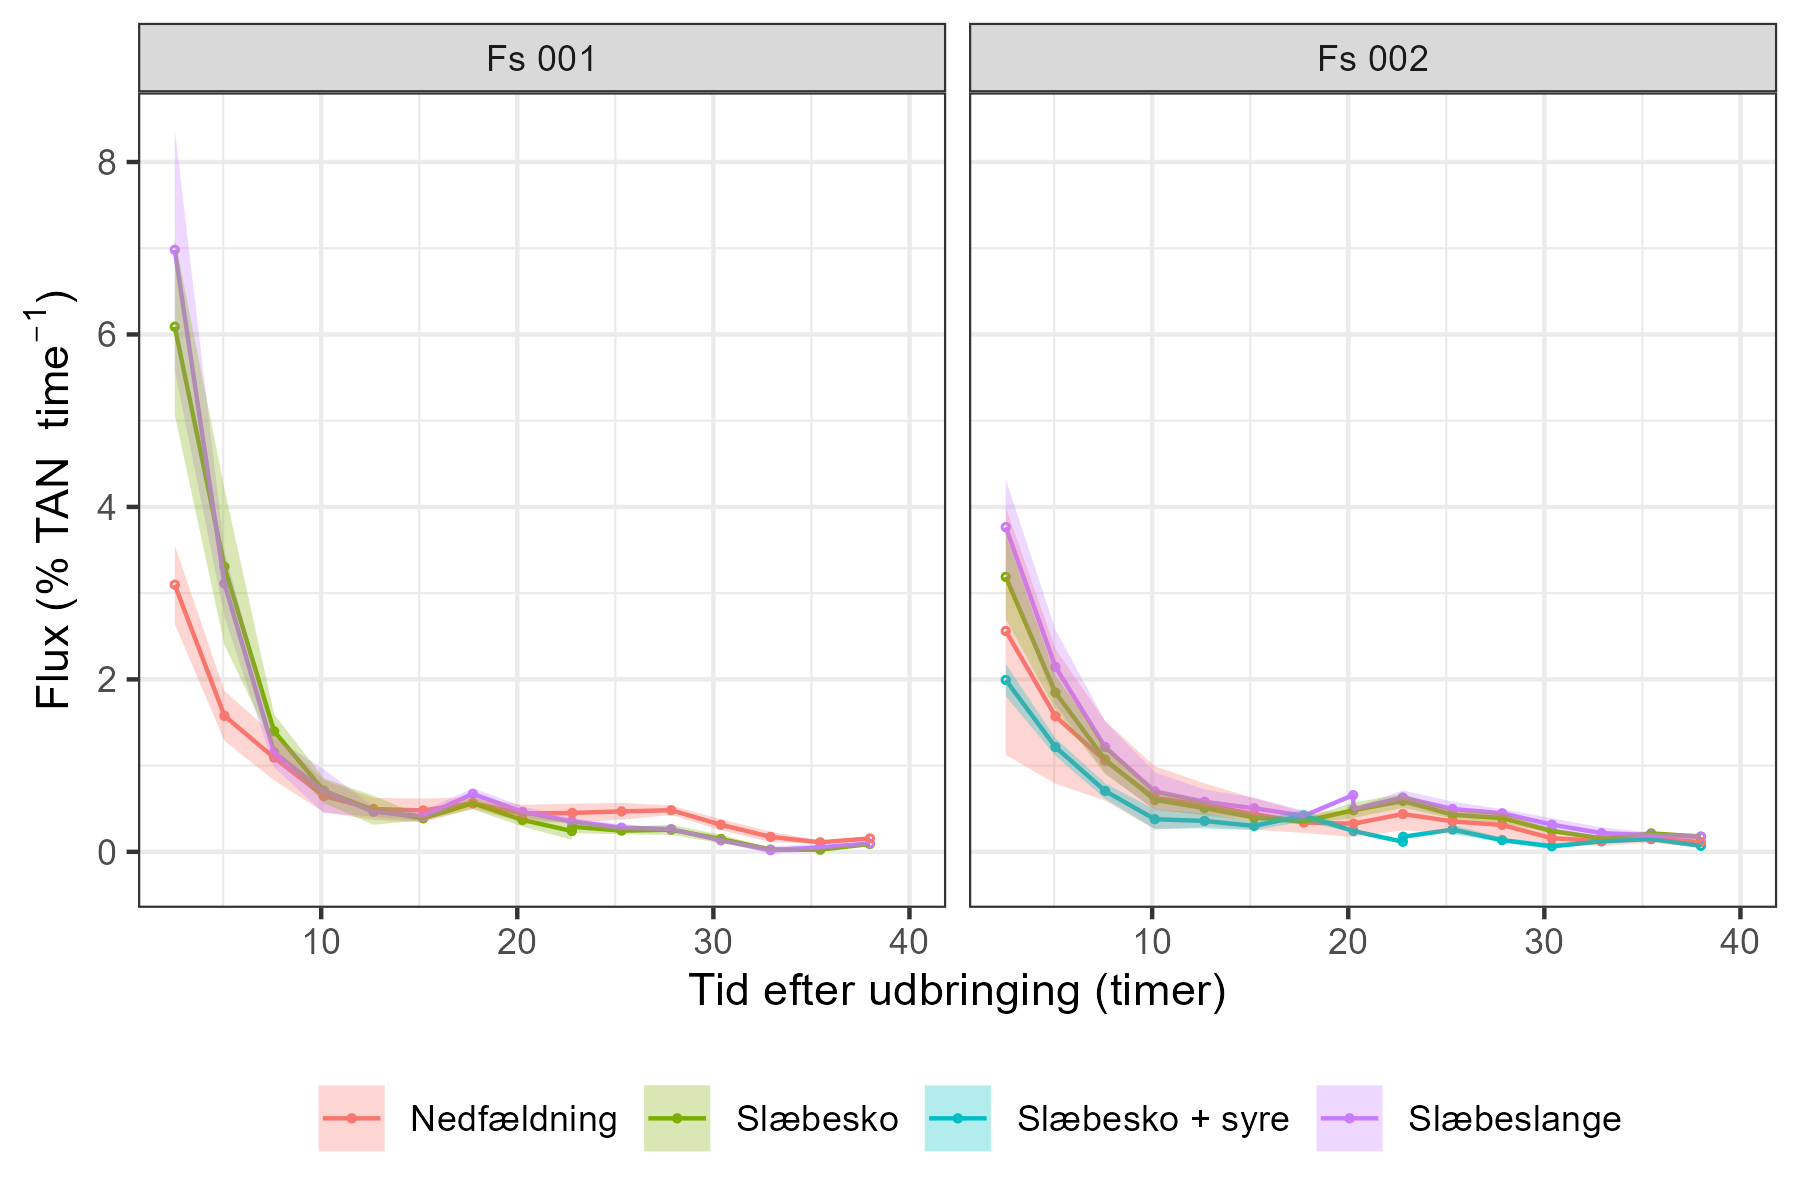 Fs 001
Fs 002
Flux (% TAN time⁻¹)
8
6
4
2
0
10
20
30
40
10
20
30
40
Tid efter udbringing (timer)
Nedfældning
Slæbesko
Slæbesko + syre
Slæbeslange